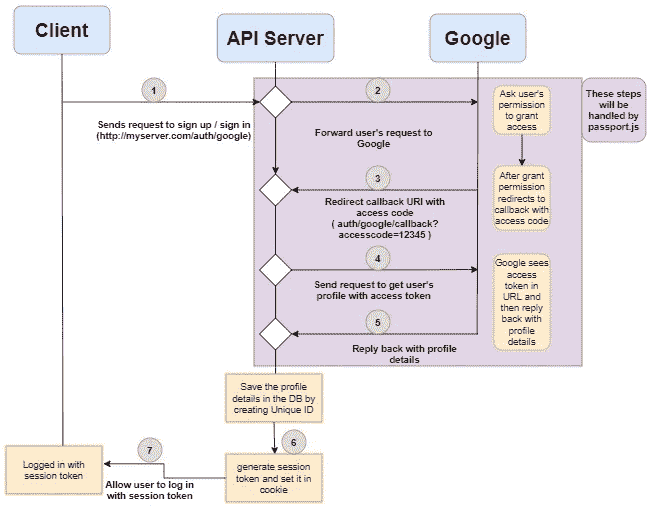 Client
API Server
Google
1
2
Ask user's
permission
to grant
access
These steps
will be
handled by
passport.js
Sends request to sign up / sign in
(http://myserver.com/auth/google)
Forward user's request to
Google
3
After grant
permission
redirects to
callback with
access code
Redirect callback URI with
access code
( auth/google/callback?
accesscode=12345 )
4
Google sees
access
token in
URL and
then reply
back with
profile
details
Send request to get user's
profile with access token
5
Reply back with profile
details
Save the profile
details in the DB by
creating Unique ID
6
7
Logged in with
session token
generate session
token and set it in
cookie
Allow user to log in
with session token